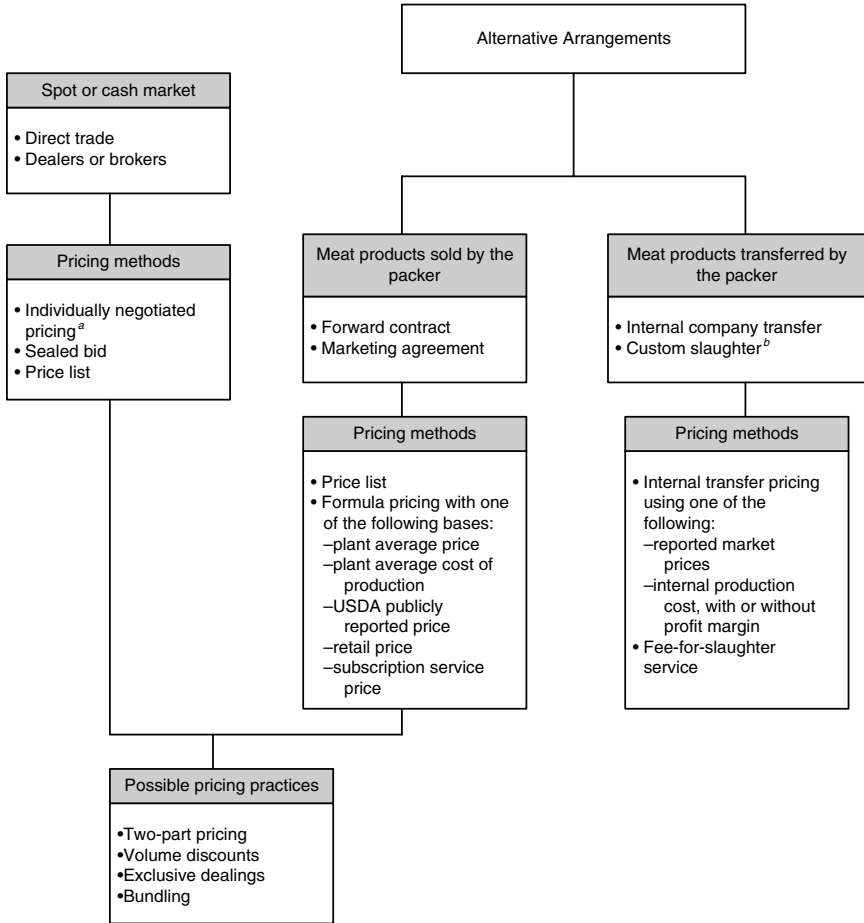 Alternative Arrangements
Spot or cash market
• Direct trade
• Dealers or brokers
Pricing methods
• Individually negotiated
pricing a
• Sealed bid
• Price list
Meat products sold by the
packer
• Forward contract
• Marketing agreement
Pricing methods
• Price list
• Formula pricing with one
of the following bases:
–plant average price
–plant average cost of
production
–USDA publicly
reported price
–retail price
–subscription service
price
Meat products transferred by
the packer
• Internal company transfer
• Custom slaughter b
Pricing methods
• Internal transfer pricing
using one of the
following:
–reported market
prices
–internal production
cost, with or without
profit margin
• Fee-for-slaughter
service
Possible pricing practices
•Two-part pricing
•Volume discounts
•Exclusive dealings
•Bundling